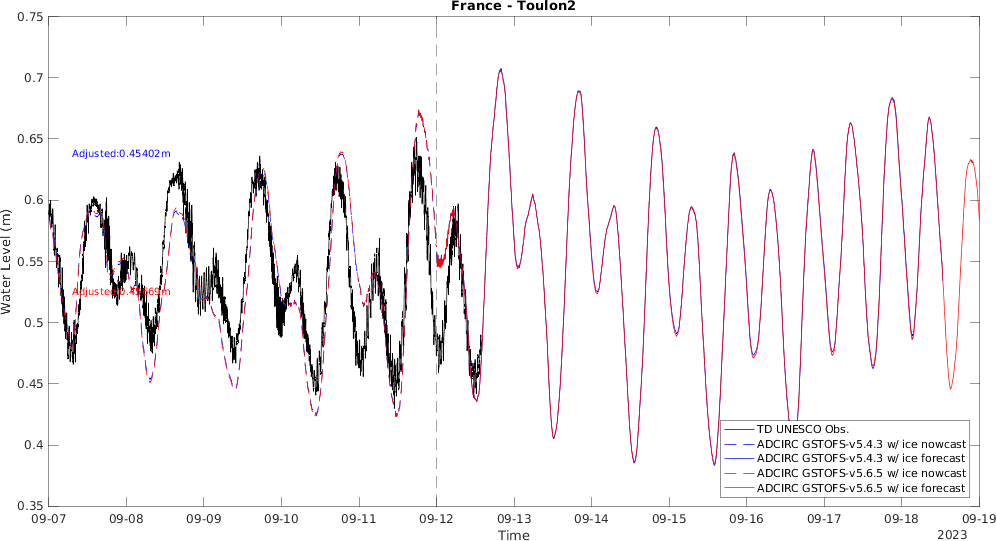 France - Toulon2
0.75
0.7
0.65
0.6
0.55
0.5
0.45
0.4
0.35
Water Level (m)
Adjusted:0.45402m
TD UNESCO Obs.
ADCIRC GSTOFS-v5.4.3 w/ ice nowcast
ADCIRC GSTOFS-v5.4.3 w/ ice forecast
ADCIRC GSTOFS-v5.6.5 w/ ice nowcast
ADCIRC GSTOFS-v5.6.5 w/ ice forecast
09-07 09-08 09-09 09-10 09-11 09-12 09-13 09-14 09-15 09-16 09-17 09-18 09-19
Time
2023